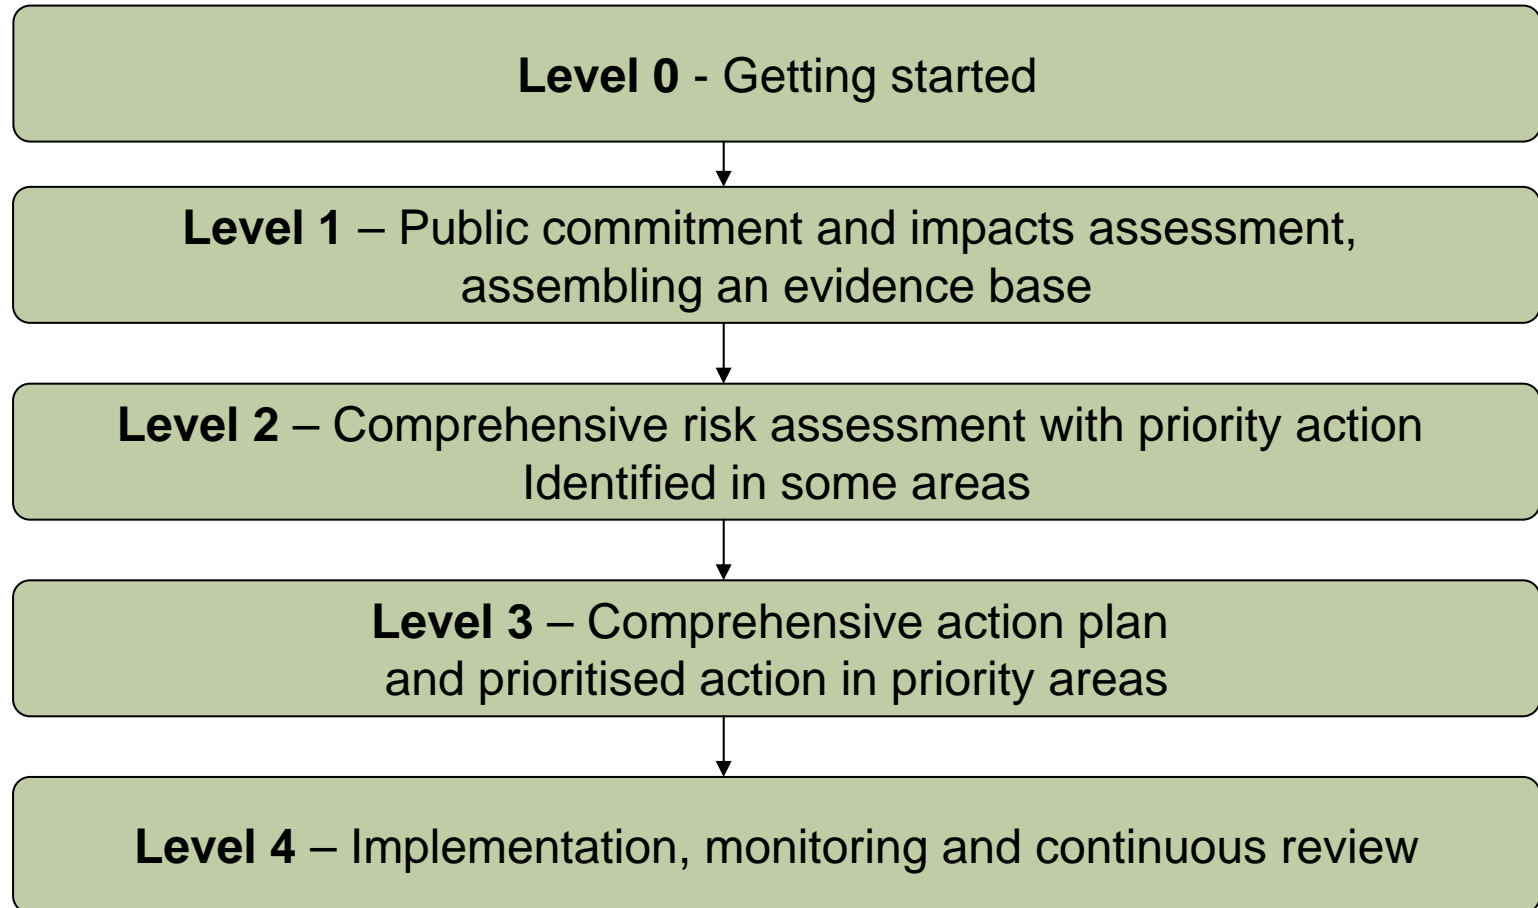 Level 0 - Getting started
Level 1 – Public commitment and impacts assessment,
assembling an evidence base
Level 2 – Comprehensive risk assessment with priority action
Identified in some areas
Level 3 – Comprehensive action plan
and prioritised action in priority areas
Level 4 – Implementation, monitoring and continuous review